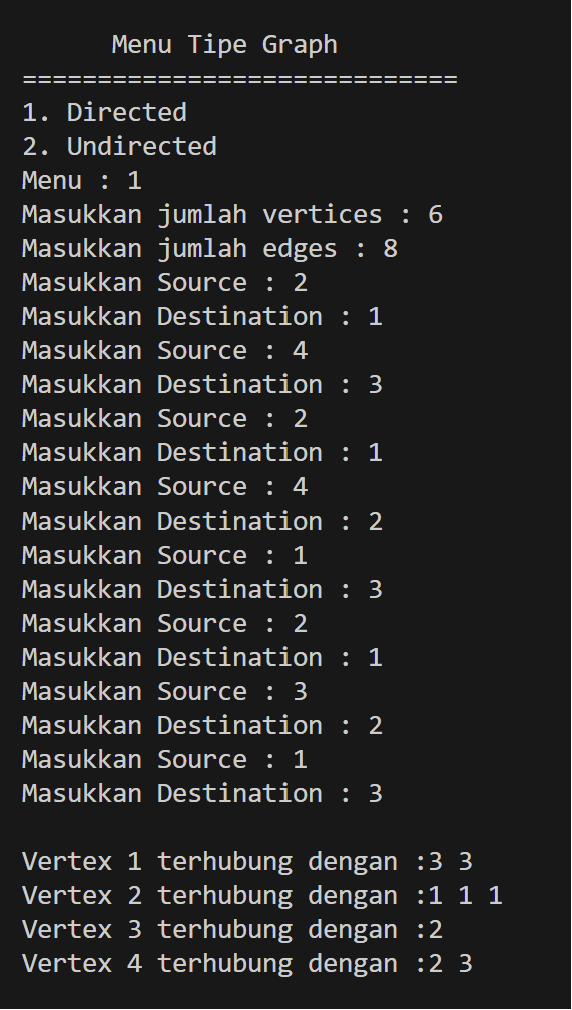 Menu Tipe Graph
=============================
1. Directed
2. Undirected
Menu : 1
Masukkan jumlah vertices : 6
Masukkan jumlah edges : 8
Masukkan Source : 2
Masukkan Destination : 1
Masukkan Source : 4
Masukkan Destination : 3
Masukkan Source : 2
Masukkan Destination : 1
Masukkan Source : 4
Masukkan Destination : 2
Masukkan Source : 1
Masukkan Destination : 3
Masukkan Source : 2
Masukkan Destination : 1
Masukkan Source : 3
Masukkan Destination : 2
Masukkan Source : 1
Masukkan Destination : 3
Vertex 1 terhubung dengan :3 3
Vertex 2 terhubung dengan :1 1 1
Vertex 3 terhubung dengan :2
Vertex 4 terhubung dengan :2 3